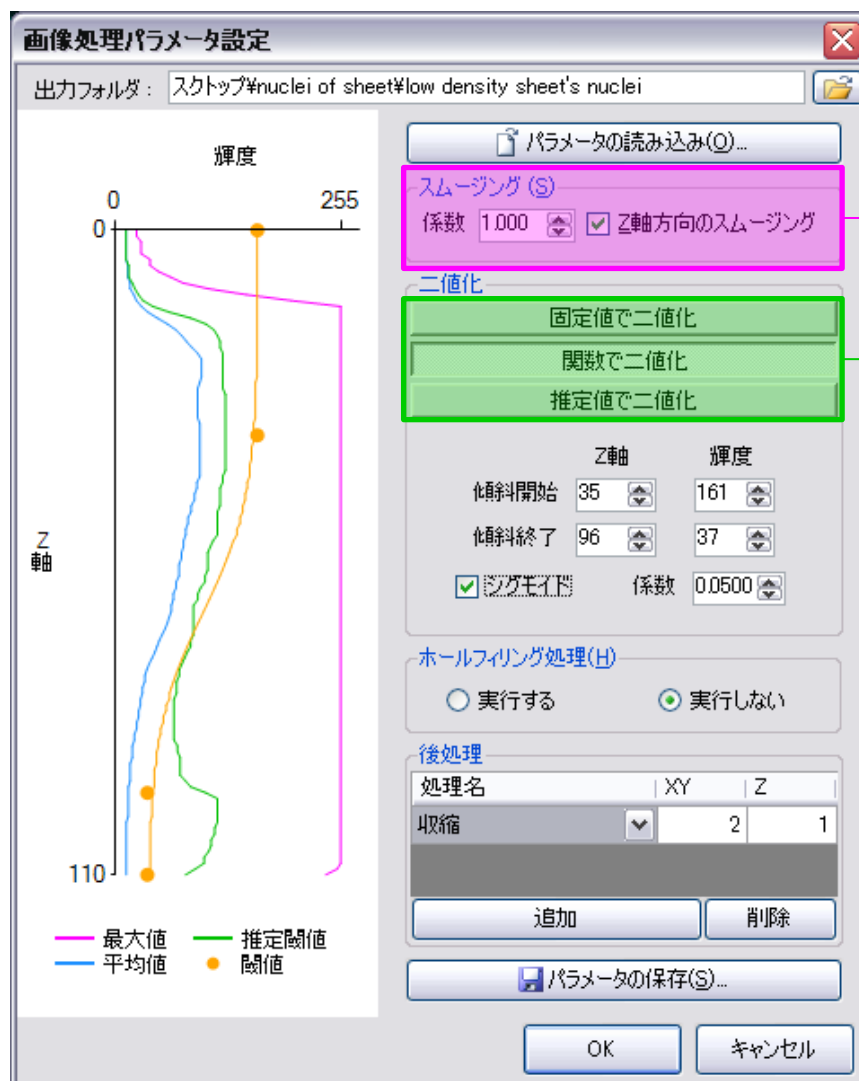 画像処理パラメータ設定
出力フォルダ： スクトップ¥nuclei of sheet¥low density sheet's nuclei
輝度
0 255
0
Z軸
110
最大値 推定閾値
平均値 閾値
パラメータの読み込み(O)...
スムージング (S)
係数 1.000 Z軸方向のスムージング
二値化
固定値で二値化
関数で二値化
推定値で二値化
Z軸 輝度
傾斜開始 35 161
傾斜終了 96 37
シグモイド 係数 0.0500
ホールフィリング処理(H)
実行する 実行しない
後処理
処理名 XY Z
収縮 2 1
追加 削除
パラメータの保存(S)...
OK キャンセル